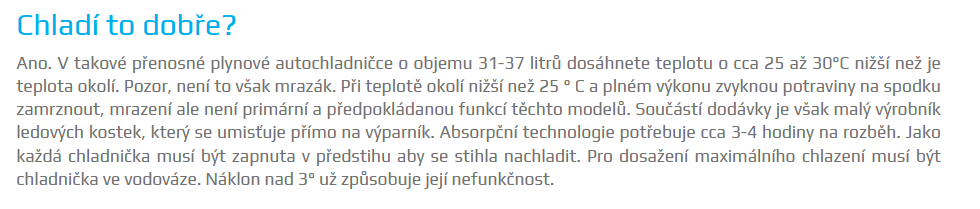 Chladí to dobře?
Ano. V takové přenosné plynové autochladničce o objemu 31-37 litrů dosáhnete teplotu o cca 25 až 30°C nižší než je
teplota okolí. Pozor, není to však mrazák. Při teplotě okolí nižší než 25 ° C a plném výkonu zvyknou potraviny na spodku
zamrznout, mrazení ale není primární a předpokládanou funkcí těchto modelů. Součástí dodávky je však malý výrobník
ledových kostek, který se umisťuje přímo na výparník. Absorpční technologie potřebuje cca 3-4 hodiny na rozběh. Jako
každá chladnička musí být zapnuta v předstihu aby se stihla nachladit. Pro dosažení maximálního chlazení musí být
chladnička ve vodováze. Náklon nad 3° už způsobuje její nefunkčnost.